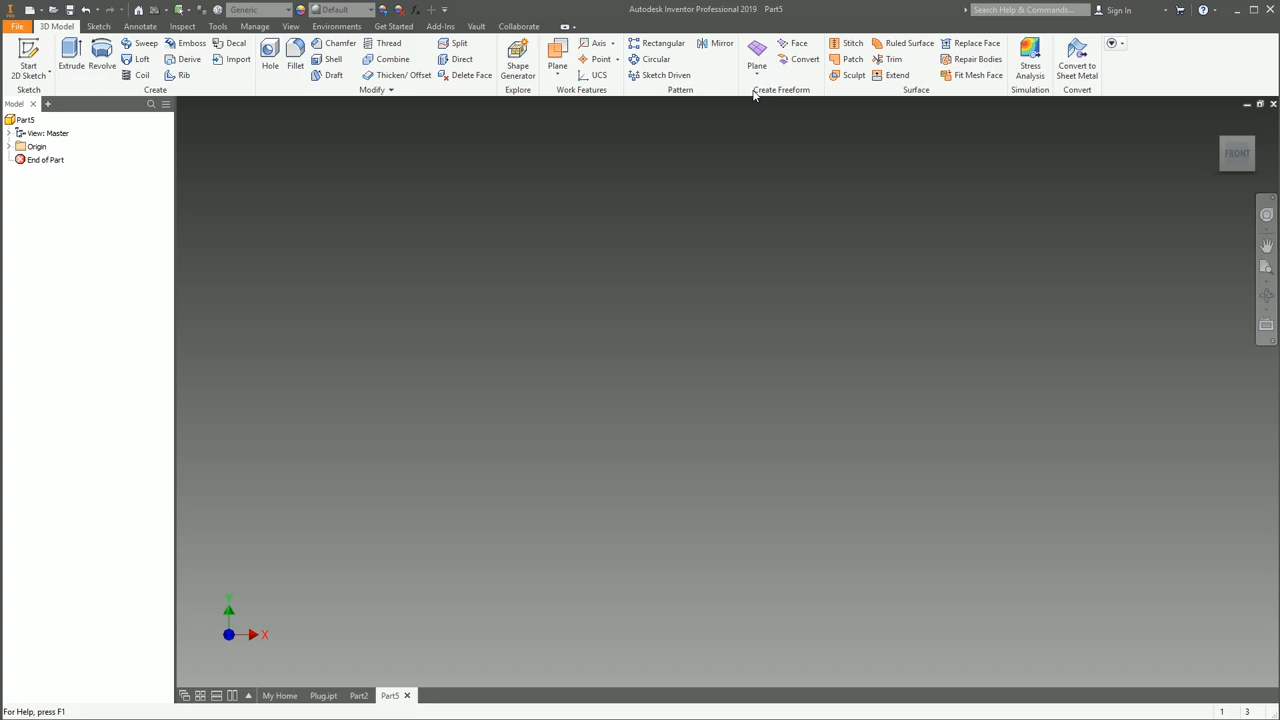 Generic Default Autodesk Inventor Professional 2019 Part5 Search Help & Commands... Sign In
File 3D Model Sketch Annotate Inspect Tools Manage View Environments Get Started Add-Ins Vault Collaborate
Start
2D Sketch
Sketch
Extrude Revolve
Sweep Emboss Decal
Loft Derive Import
Coil Rib
Create
Hole Fillet
Chamfer Thread Split
Shell Combine Direct
Draft Thicken/ Offset Delete Face
Modify
Shape
Generator
Explore
Plane
Axis
Point
UCS
Work Features
Rectangular Mirror
Circular
Sketch Driven
Pattern
Plane
Face
Convert
Create Freeform
Stitch Ruled Surface Replace Face
Patch Trim Repair Bodies
Sculpt Extend Fit Mesh Face
Surface
Stress
Analysis
Simulation
Convert to
Sheet Metal
Convert
Model
Part5
View: Master
Origin
End of Part
FRONT
Y
X
My Home Plug.ipt Part2 Part5
For Help, press F1
1 3